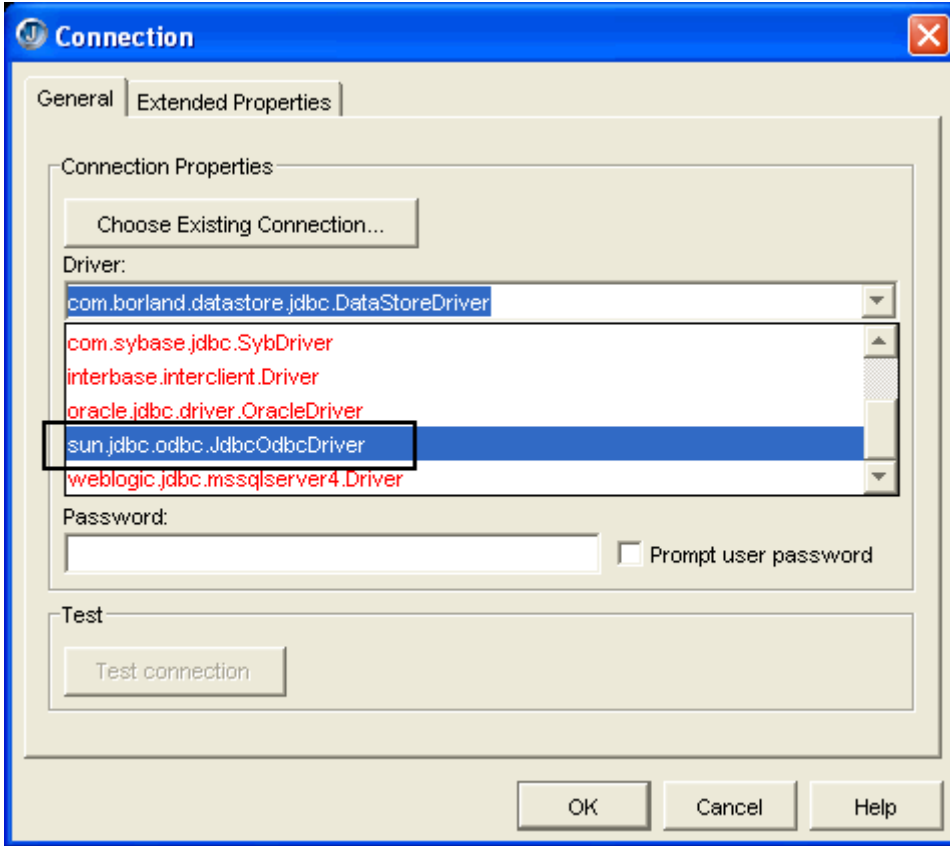 Connection
General
Extended Properties
Connection Properties
Choose Existing Connection...
Driver:
com.borland.datastore.jdbc.DataStoreDriver
com.sybase.jdbc.SybDriver
interbase.interclient.Driver
oracle.jdbc.driver.OracleDriver
sun.jdbc.odbc.JdbcOdbcDriver
weblogic.jdbc.mssqlserver4.Driver
Password:
Prompt user password
Test
Test connection
OK Cancel Help